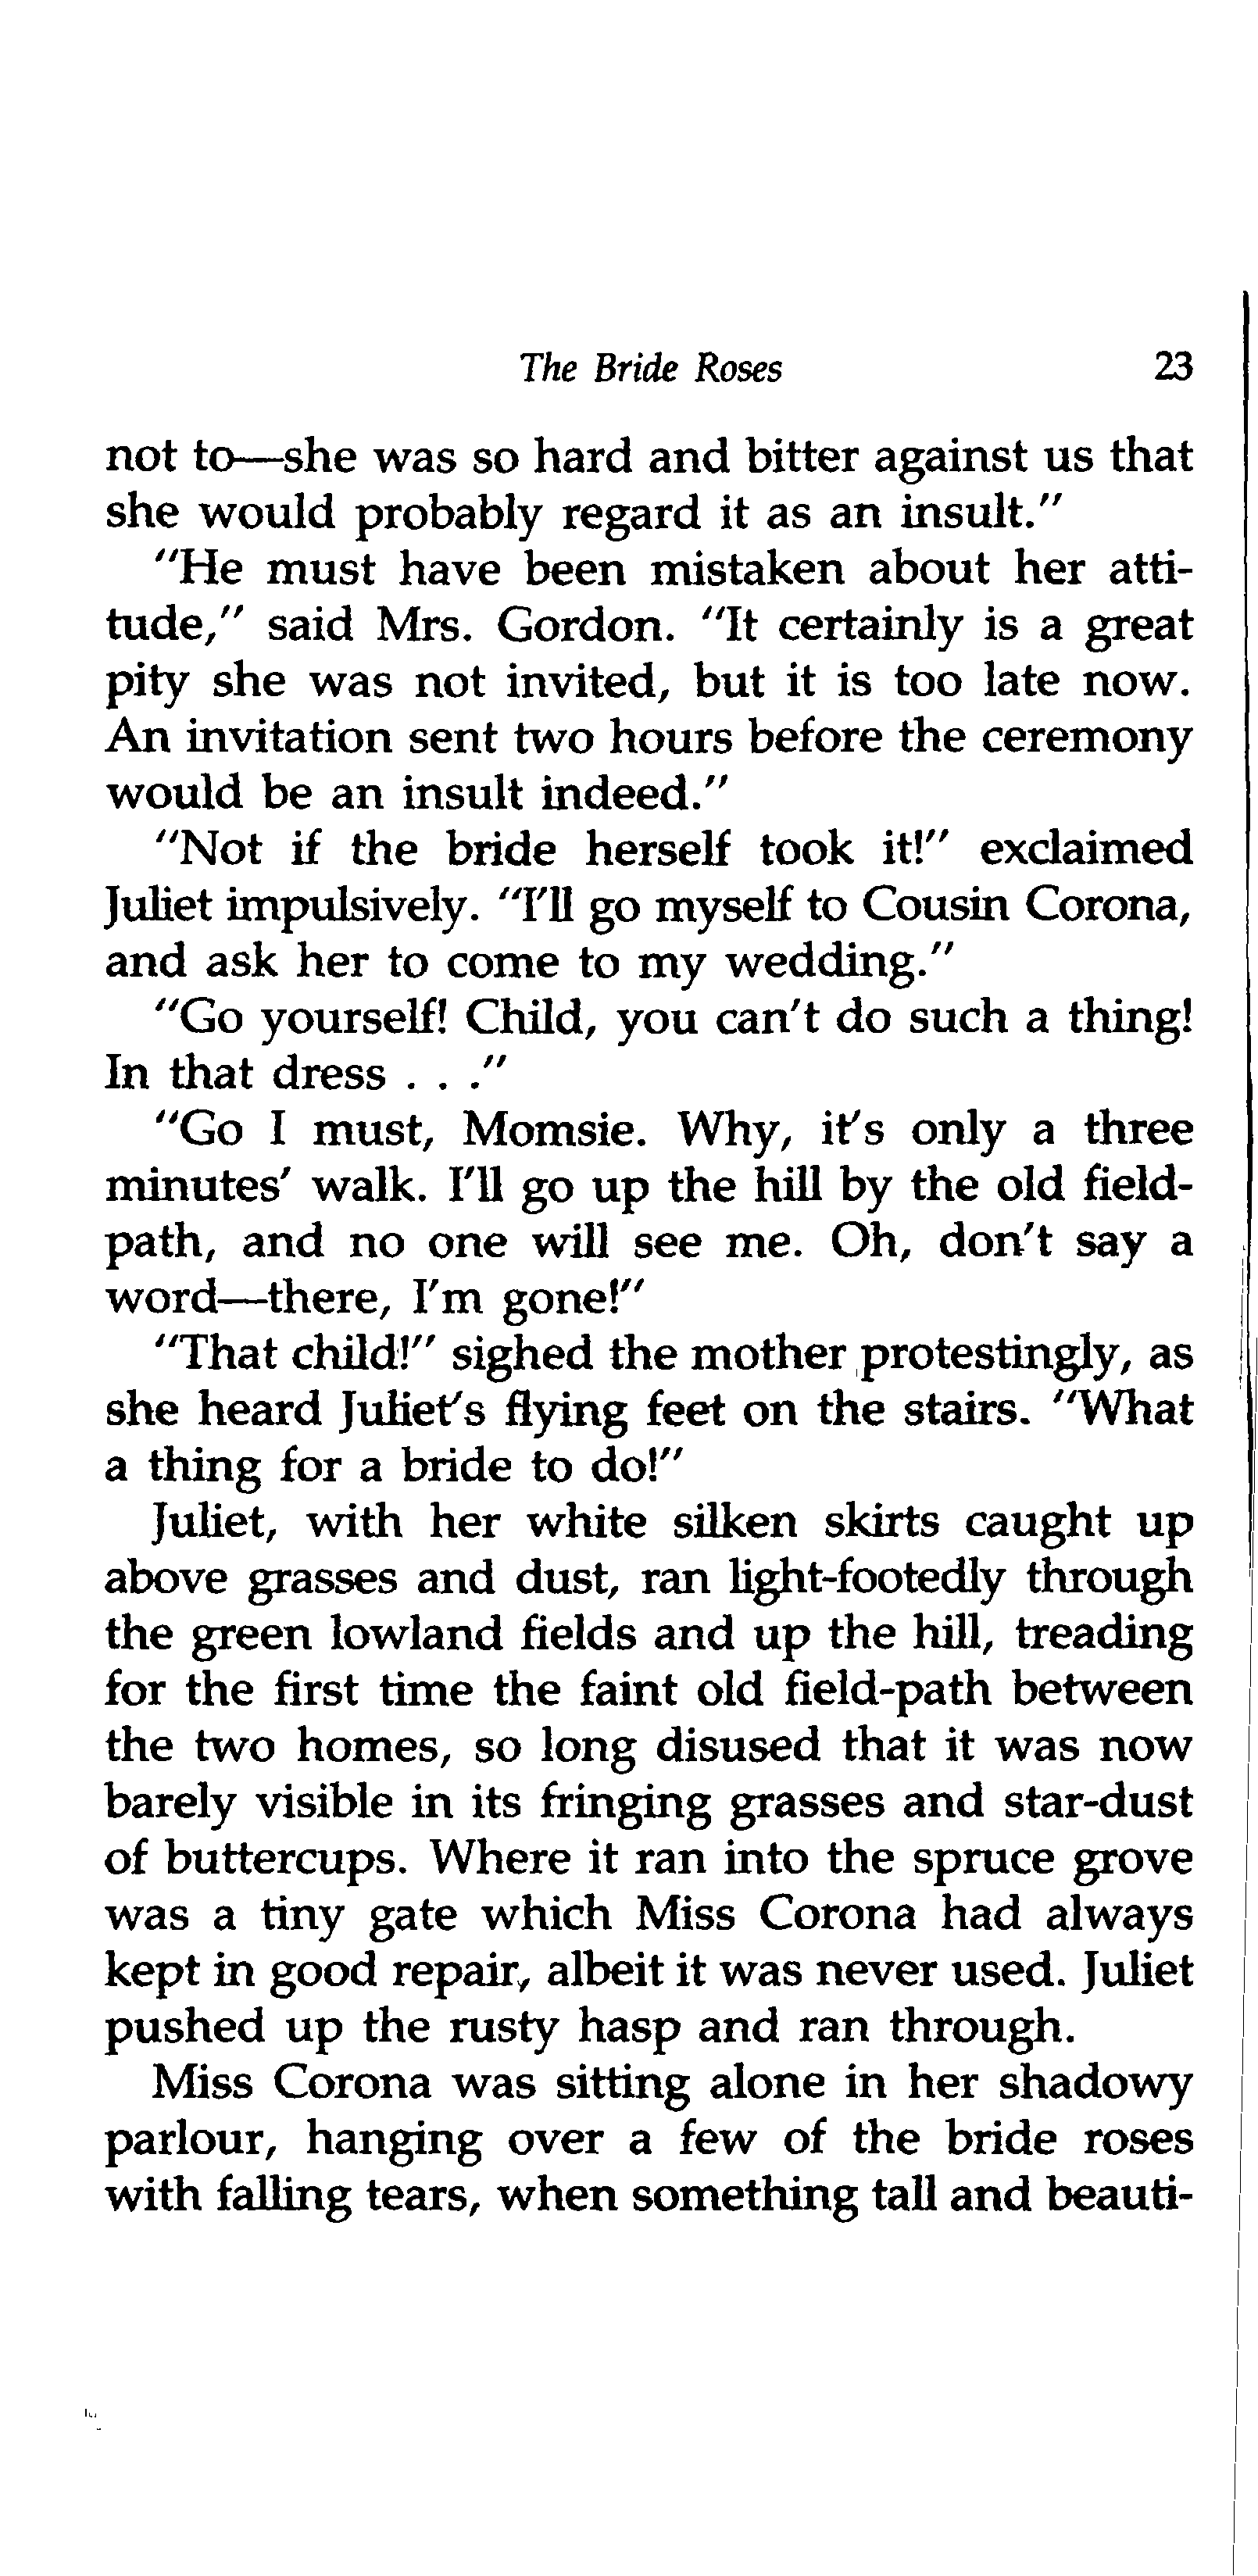 The Bride Roses 23
not to—she was so hard and bitter against us that
she would probably regard it as an insult."
"He must have been mistaken about her atti-
tude," said Mrs. Gordon. "It certainly is a great
pity she was not invited, but it is too late now.
An invitation sent two hours before the ceremony
would be an insult indeed."
"Not if the bride herself took it!" exclaimed
Juliet impulsively. "I'll go myself to Cousin Corona,
and ask her to come to my wedding."
"Go yourself! Child, you can't do such a thing!
In that dress . . ."
"Go I must, Momsie. Why, it's only a three
minutes' walk. I'll go up the hill by the old field-
path, and no one will see me. Oh, don't say a
word—there, I'm gone!"
"That child!" sighed the mother protestingly, as
she heard Juliet's flying feet on the stairs. "What
a thing for a bride to do!"
Juliet, with her white silken skirts caught up
above grasses and dust, ran light-footedly through
the green lowland fields and up the hill, treading
for the first time the faint old field-path between
the two homes, so long disused that it was now
barely visible in its fringing grasses and star-dust
of buttercups. Where it ran into the spruce grove
was a tiny gate which Miss Corona had always
kept in good repair, albeit it was never used. Juliet
pushed up the rusty hasp and ran through.
Miss Corona was sitting alone in her shadowy
parlour, hanging over a few of the bride roses
with falling tears, when something tall and beauti-